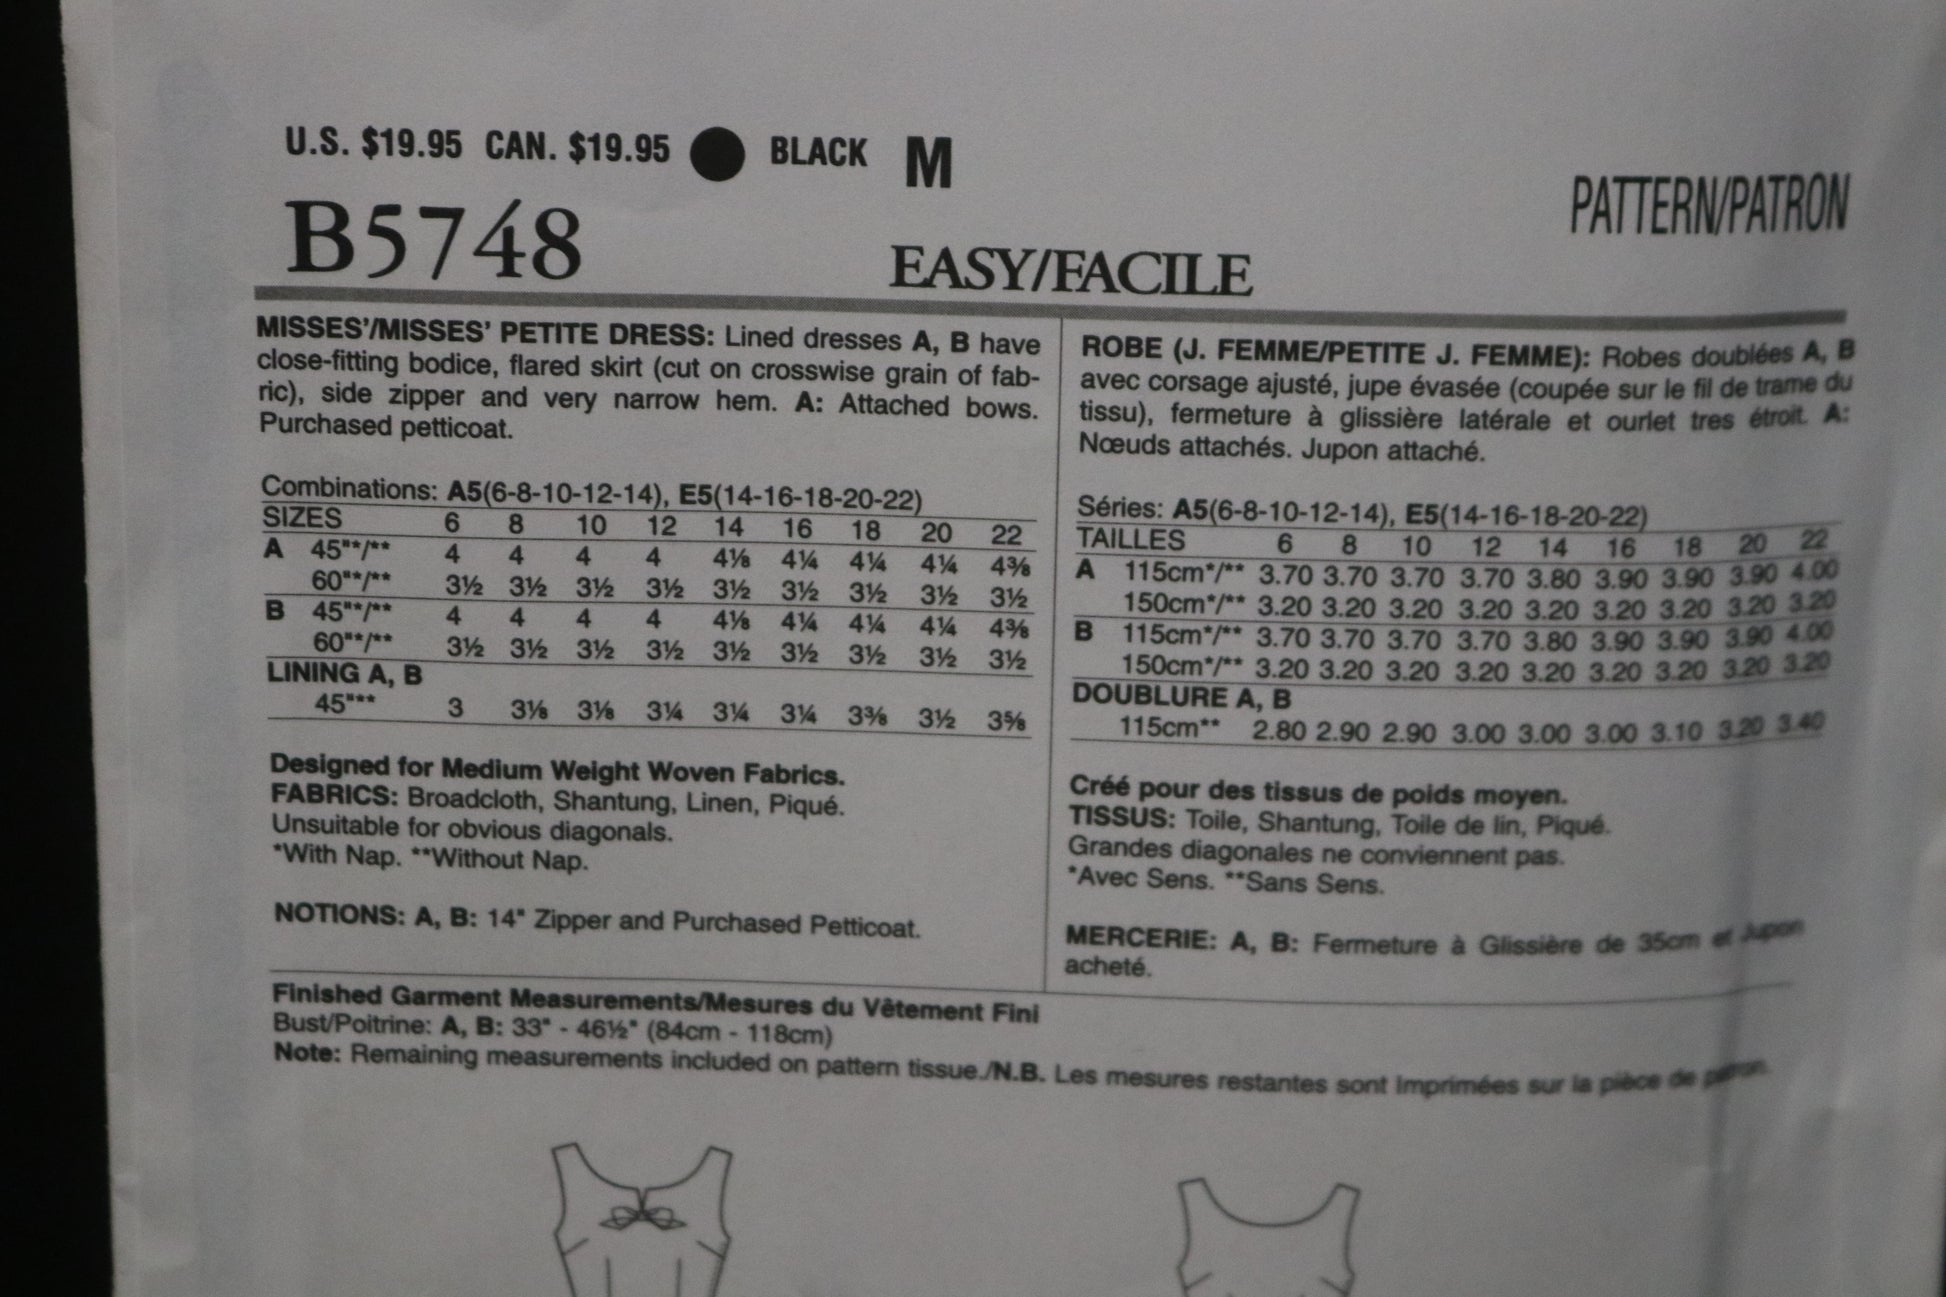 U.S. $19.95 CAN. $19.95 ● BLACK M
B5748
EASY/FACILE
PATTERN/PATRON
MISSES'/MISSES' PETITE DRESS: Lined dresses A, B have
close-fitting bodice, flared skirt (cut on crosswise grain of fab-
ric), side zipper and very narrow hem. A: Attached bows.
Purchased petticoat.
Combinations: A5(6-8-10-12-14), E5(14-16-18-20-22)
SIZES 6 8 10 12 14 16 18 20 22
A 45"*/** 4 4 4 4 4⅛ 4¼ 4¼ 4¼ 4⅜
60"*/** 3½ 3½ 3½ 3½ 3½ 3½ 3½ 3½ 3½
B 45"*/** 4 4 4 4 4⅛ 4¼ 4¼ 4¼ 4⅜
60"*/** 3½ 3½ 3½ 3½ 3½ 3½ 3½ 3½ 3½
LINING A, B
45"** 3 3⅛ 3⅛ 3¼ 3¼ 3¼ 3⅜ 3½ 3⅝
Designed for Medium Weight Woven Fabrics.
FABRICS: Broadcloth, Shantung, Linen, Piqué.
Unsuitable for obvious diagonals.
*With Nap. **Without Nap.
NOTIONS: A, B: 14" Zipper and Purchased Petticoat.
ROBE (J. FEMME/PETITE J. FEMME): Robes doublées A, B
avec corsage ajusté, jupe évasée (coupée sur le fil de trame du
tissu), fermeture à glissière latérale et ourlet tres étroit. A:
Nœuds attachés. Jupon attaché.
Séries: A5(6-8-10-12-14), E5(14-16-18-20-22)
TAILLES 6 8 10 12 14 16 18 20 22
A 115cm*/** 3.70 3.70 3.70 3.70 3.80 3.90 3.90 3.90 4.00
150cm*/** 3.20 3.20 3.20 3.20 3.20 3.20 3.20 3.20 3.20
B 115cm*/** 3.70 3.70 3.70 3.70 3.80 3.90 3.90 3.90 4.00
150cm*/** 3.20 3.20 3.20 3.20 3.20 3.20 3.20 3.20 3.20
DOUBLURE A, B
115cm** 2.80 2.90 2.90 3.00 3.00 3.00 3.10 3.20 3.40
Créé pour des tissus de poids moyen.
TISSUS: Toile, Shantung, Toile de lin, Piqué.
Grandes diagonales ne conviennent pas.
*Avec Sens. **Sans Sens.
MERCERIE: A, B: Fermeture à Glissière de 35cm et Jupon
acheté.
Finished Garment Measurements/Mesures du Vêtement Fini
Bust/Poitrine: A, B: 33" - 46½" (84cm - 118cm)
Note: Remaining measurements included on pattern tissue./N.B. Les mesures restantes sont imprimées sur la pièce de patron.